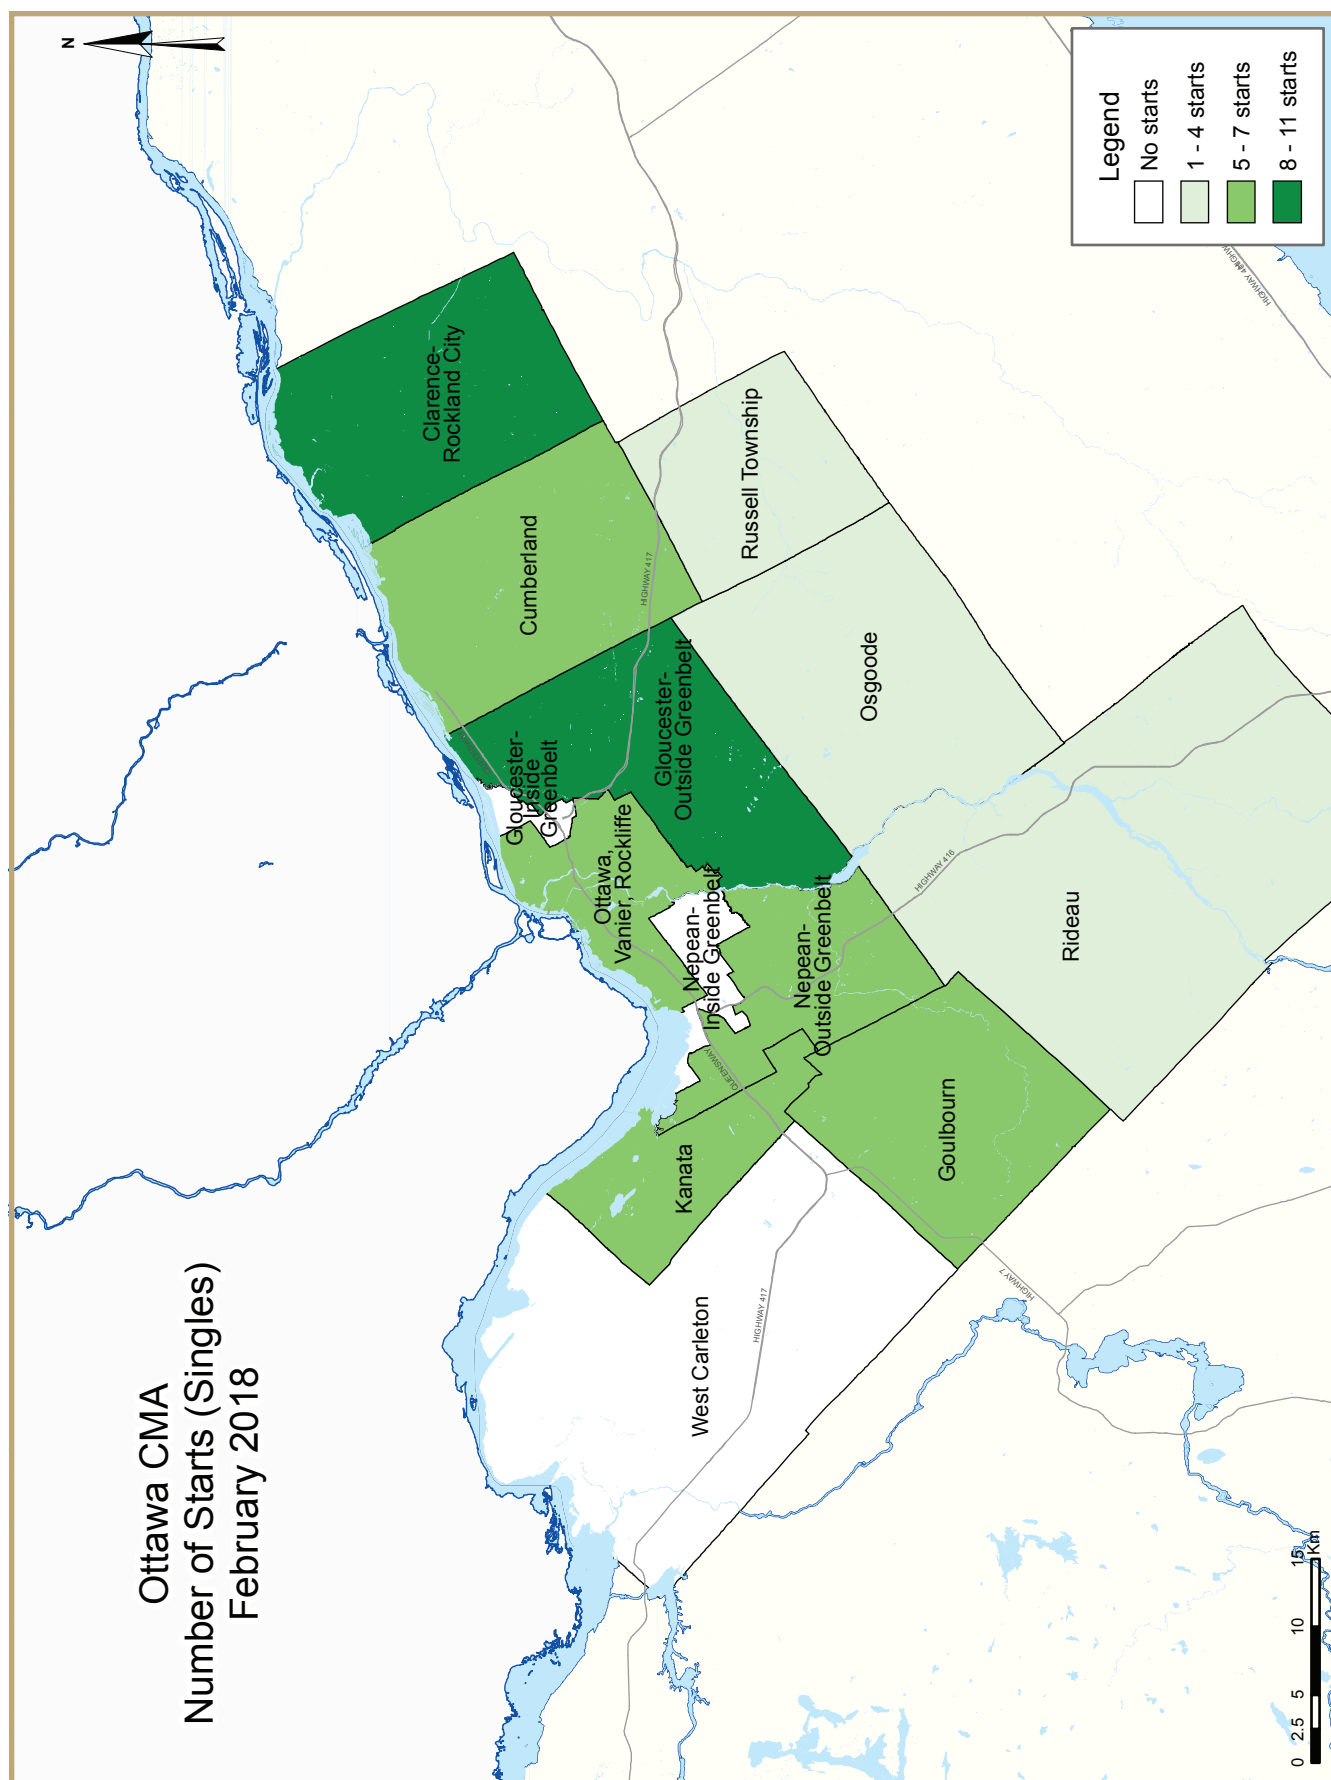 Ottawa CMA
Number of Starts (Singles)
February 2018
N
Clarence-
Rockland City
Cumberland
Russell Township
HIGHWAY 417
Gloucester-
Inside
Greenbelt
Gloucester-
Outside Greenbelt
Osgoode
Ottawa,
Vanier, Rockliffe
Nepean-
Inside Greenbelt
Nepean-
Outside Greenbelt
HIGHWAY 416
Rideau
QUEENSWAY
Kanata
Goulbourn
West Carleton
HIGHWAY 417
HIGHWAY 7
Legend
No starts
1 - 4 starts
5 - 7 starts
8 - 11 starts
0 2.5 5 10 15
Km